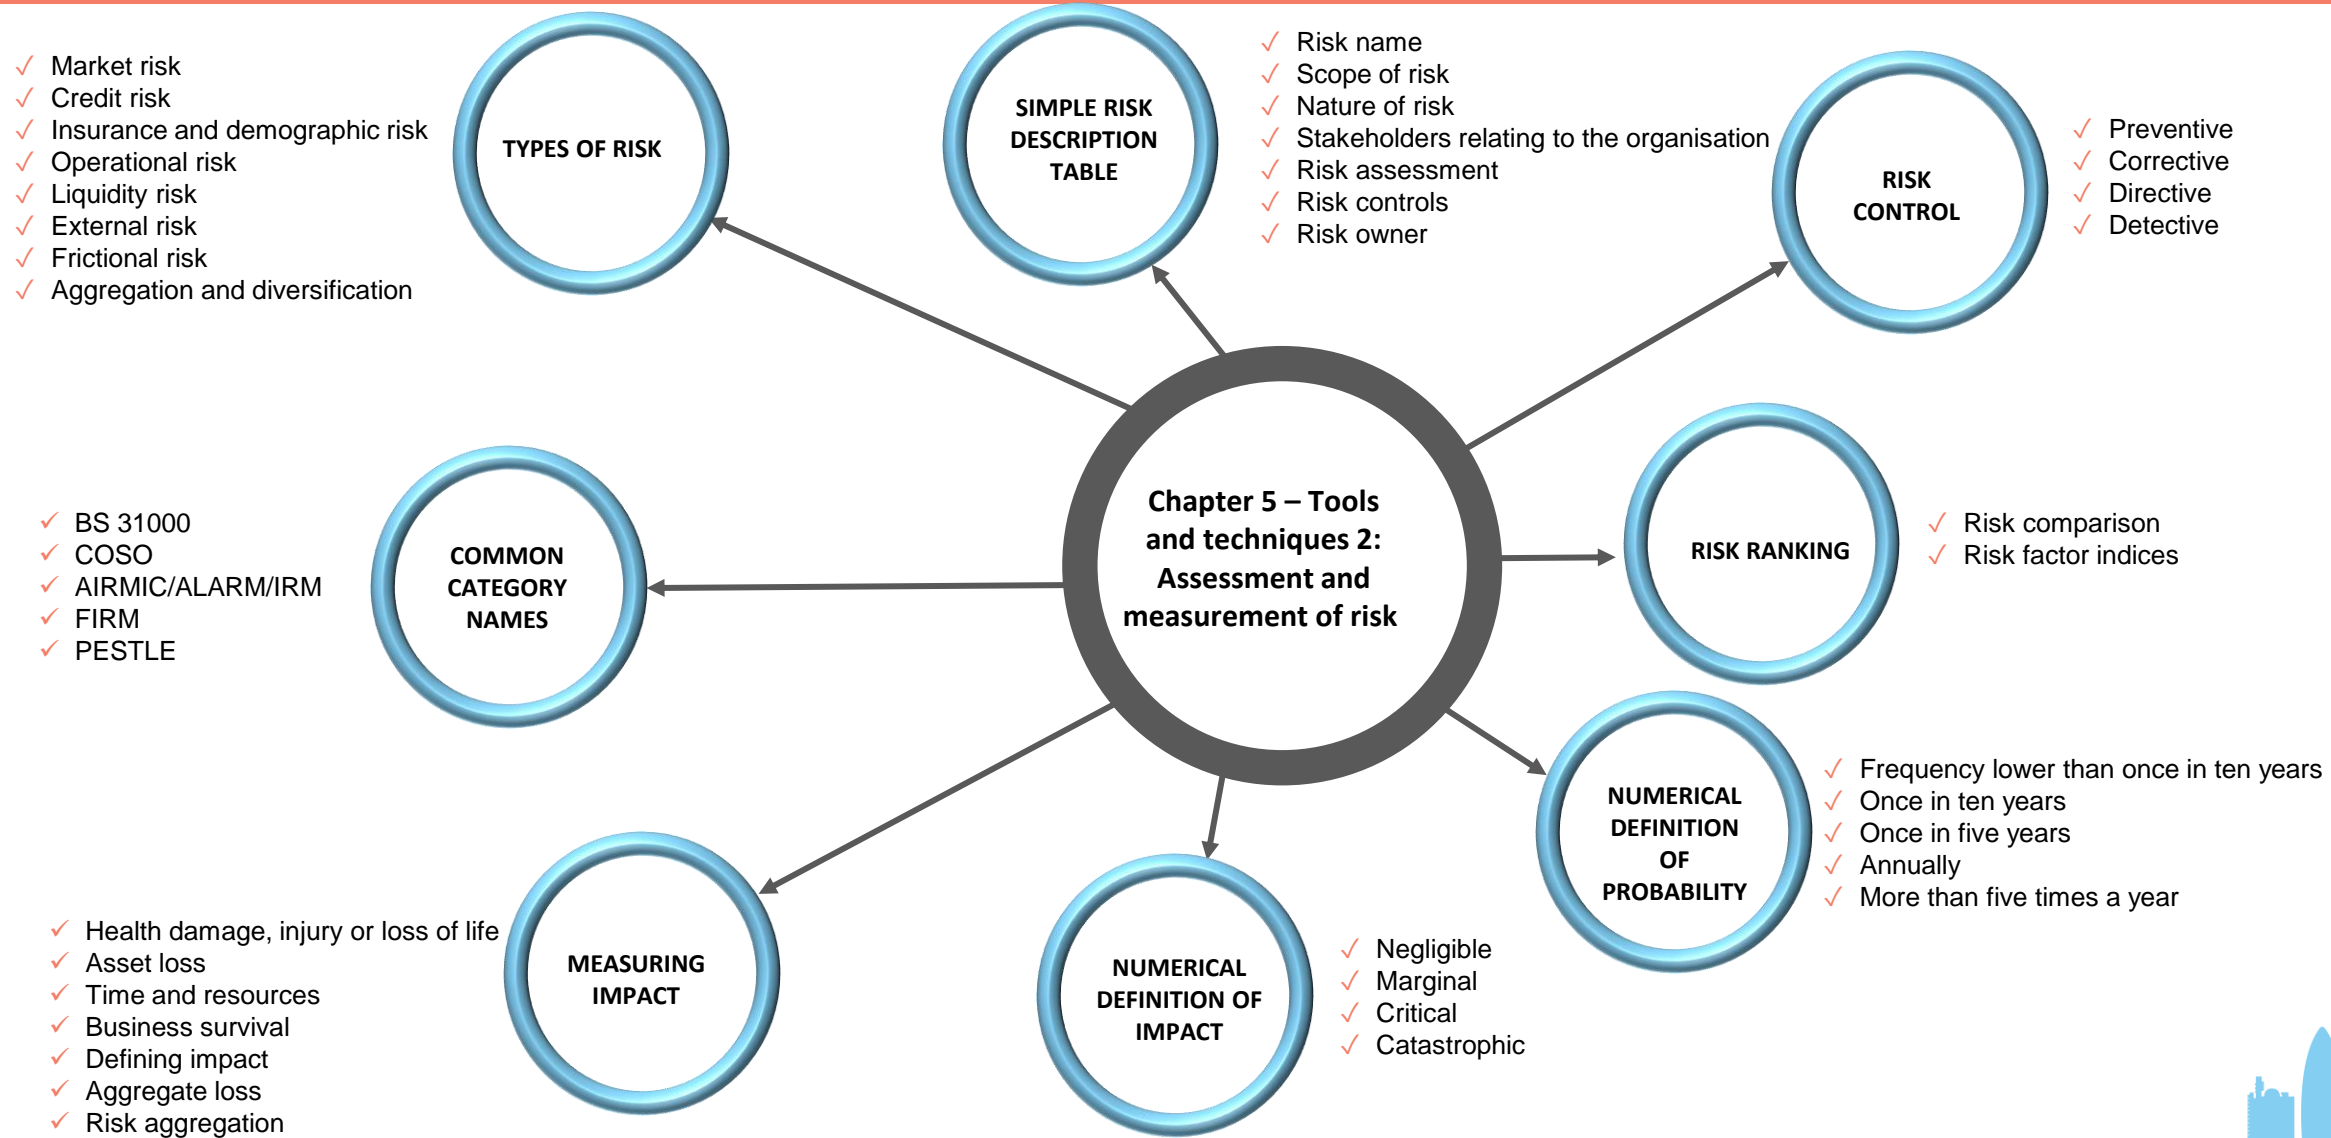 Market risk
Credit risk
Insurance and demographic risk
Operational risk
Liquidity risk
External risk
Frictional risk
Aggregation and diversification
TYPES OF RISK
SIMPLE RISK
DESCRIPTION
TABLE
Risk name
Scope of risk
Nature of risk
Stakeholders relating to the organisation
Risk assessment
Risk controls
Risk owner
RISK
CONTROL
Preventive
Corrective
Directive
Detective
BS 31000
COSO
AIRMIC/ALARM/IRM
FIRM
PESTLE
COMMON
CATEGORY
NAMES
Chapter 5 – Tools
and techniques 2:
Assessment and
measurement of risk
RISK RANKING
Risk comparison
Risk factor indices
NUMERICAL
DEFINITION
OF
PROBABILITY
Frequency lower than once in ten years
Once in ten years
Once in five years
Annually
More than five times a year
Health damage, injury or loss of life
Asset loss
Time and resources
Business survival
Defining impact
Aggregate loss
Risk aggregation
MEASURING
IMPACT
NUMERICAL
DEFINITION OF
IMPACT
Negligible
Marginal
Critical
Catastrophic